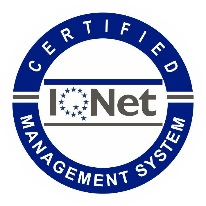 CERTIFIED
IQNet
MANAGEMENT SYSTEM